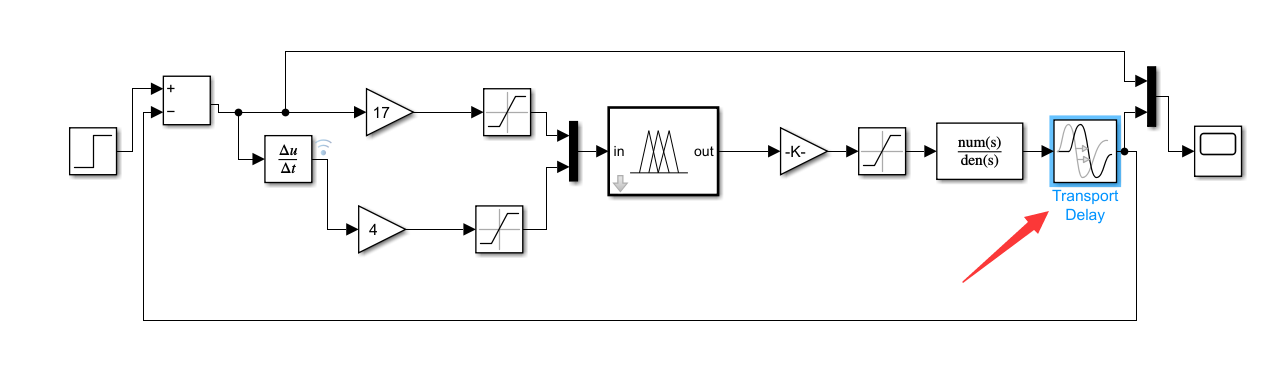 +
−
17
Δu
Δt
4
in
out
-K-
num(s)
den(s)
Transport
Delay